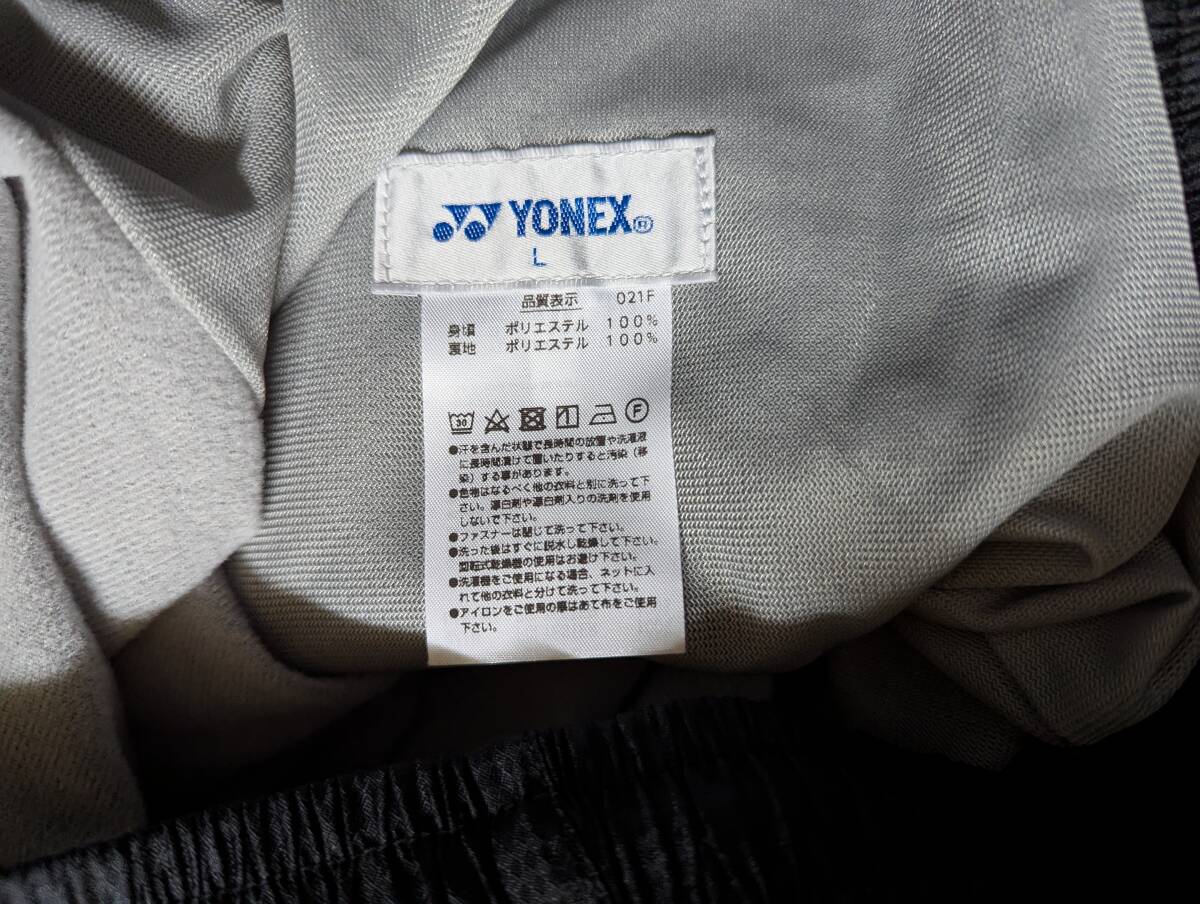 YONEX®
L
品質表示 021F
身頃 ポリエステル 100%
裏地 ポリエステル 100%
30 F
●汗を含んだ状態で長時間の放置や洗濯液
に長時間漬けて置いたりすると汚染(移
染)する事があります。
●色物はなるべく他の衣料と別に洗って下
さい。漂白剤や漂白剤入りの洗剤を使用
しないで下さい。
●ファスナーは閉じて洗って下さい。
●洗った後はすぐに脱水し乾燥して下さい。
回転式乾燥機の使用はお避け下さい。
●洗濯機をご使用になる場合、ネットに入
れて他の衣料と分けて洗って下さい。
●アイロンをご使用の際はあて布をご使用
下さい。